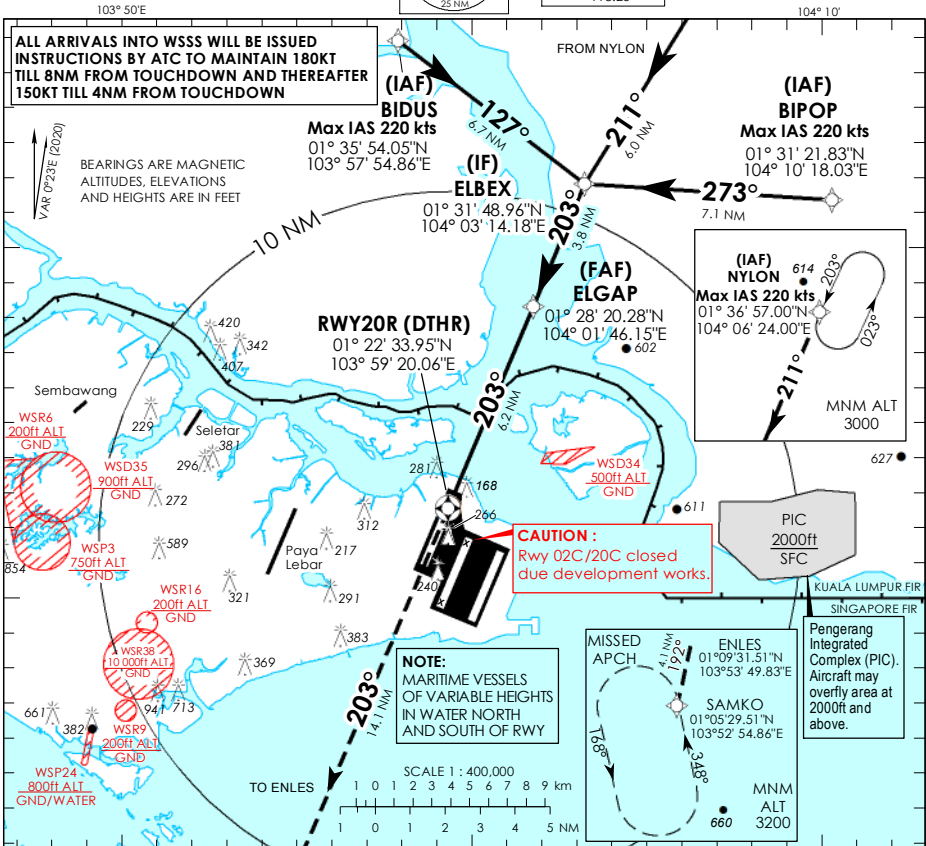 103° 50'E
25 NM
104° 10'
ALL ARRIVALS INTO WSSS WILL BE ISSUED
INSTRUCTIONS BY ATC TO MAINTAIN 180KT
TILL 8NM FROM TOUCHDOWN AND THEREAFTER
150KT TILL 4NM FROM TOUCHDOWN
FROM NYLON
VAR 0°23'E (2020)
BEARINGS ARE MAGNETIC
ALTITUDES, ELEVATIONS
AND HEIGHTS ARE IN FEET
(IAF)
BIDUS
Max IAS 220 kts
01° 35' 54.05"N
103° 57' 54.86"E
127°
6.7 NM
211°
6.0 NM
(IAF)
BIPOP
Max IAS 220 kts
01° 31' 21.83"N
104° 10' 18.03"E
273°
7.1 NM
(IF)
ELBEX
01° 31' 48.96"N
104° 03' 14.18"E
203°
3.8 NM
10 NM
(FAF)
ELGAP
01° 28' 20.28"N
104° 01' 46.15"E
602
(IAF)
NYLON
Max IAS 220 kts
01° 36' 57.00"N
104° 06' 24.00"E
614
203°
023°
211°
MNM ALT
3000
RWY20R (DTHR)
01° 22' 33.95"N
103° 59' 20.06"E
203°
6.2 NM
420
342
407
Sembawang
229
Seletar
381
296
WSR6
200ft ALT
GND
WSD35
900ft ALT
GND
272
281
168
266
312
WSD34
500ft ALT
GND
627
611
WSP3
750ft ALT
GND
854
589
Paya
Lebar
217
240
x
x
CAUTION :
Rwy 02C/20C closed
due development works.
PIC
2000ft
SFC
KUALA LUMPUR FIR
SINGAPORE FIR
WSR16
200ft ALT
GND
321
291
383
369
WSR38
10 000ft ALT
GND
941
713
661
382
WSR9
200ft ALT
GND
WSP24
800ft ALT
GND/WATER
203°
14.1 NM
TO ENLES
NOTE:
MARITIME VESSELS
OF VARIABLE HEIGHTS
IN WATER NORTH
AND SOUTH OF RWY
SCALE 1 : 400,000
1 0 1 2 3 4 5 6 7 8 9 km
1 0 1 2 3 4 5 NM
MISSED
APCH
4.1 NM
192°
ENLES
01°09'31.51"N
103°53' 49.83"E
SAMKO
01°05'29.51"N
103°52' 54.86"E
168°
348°
660
MNM
ALT
3200
Pengerang
Integrated
Complex (PIC).
Aircraft may
overfly area at
2000ft and
above.